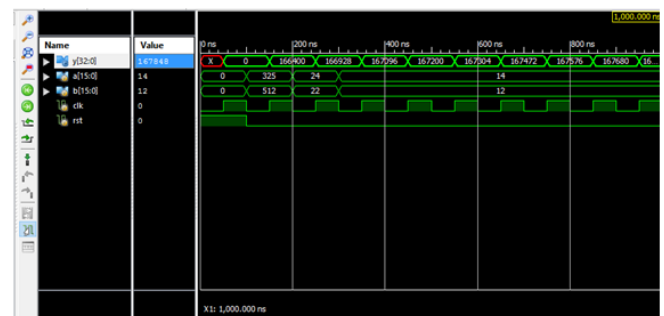 1,000.000 ns
Name Value 0 ns 200 ns 400 ns 600 ns 800 ns
y[32:0] 167848 X 0 166400 166928 167096 167200 167304 167472 167576 167680 16...
a[15:0] 14 0 325 24 14
b[15:0] 12 0 512 22 12
clk 0
rst 0
X1: 1,000.000 ns